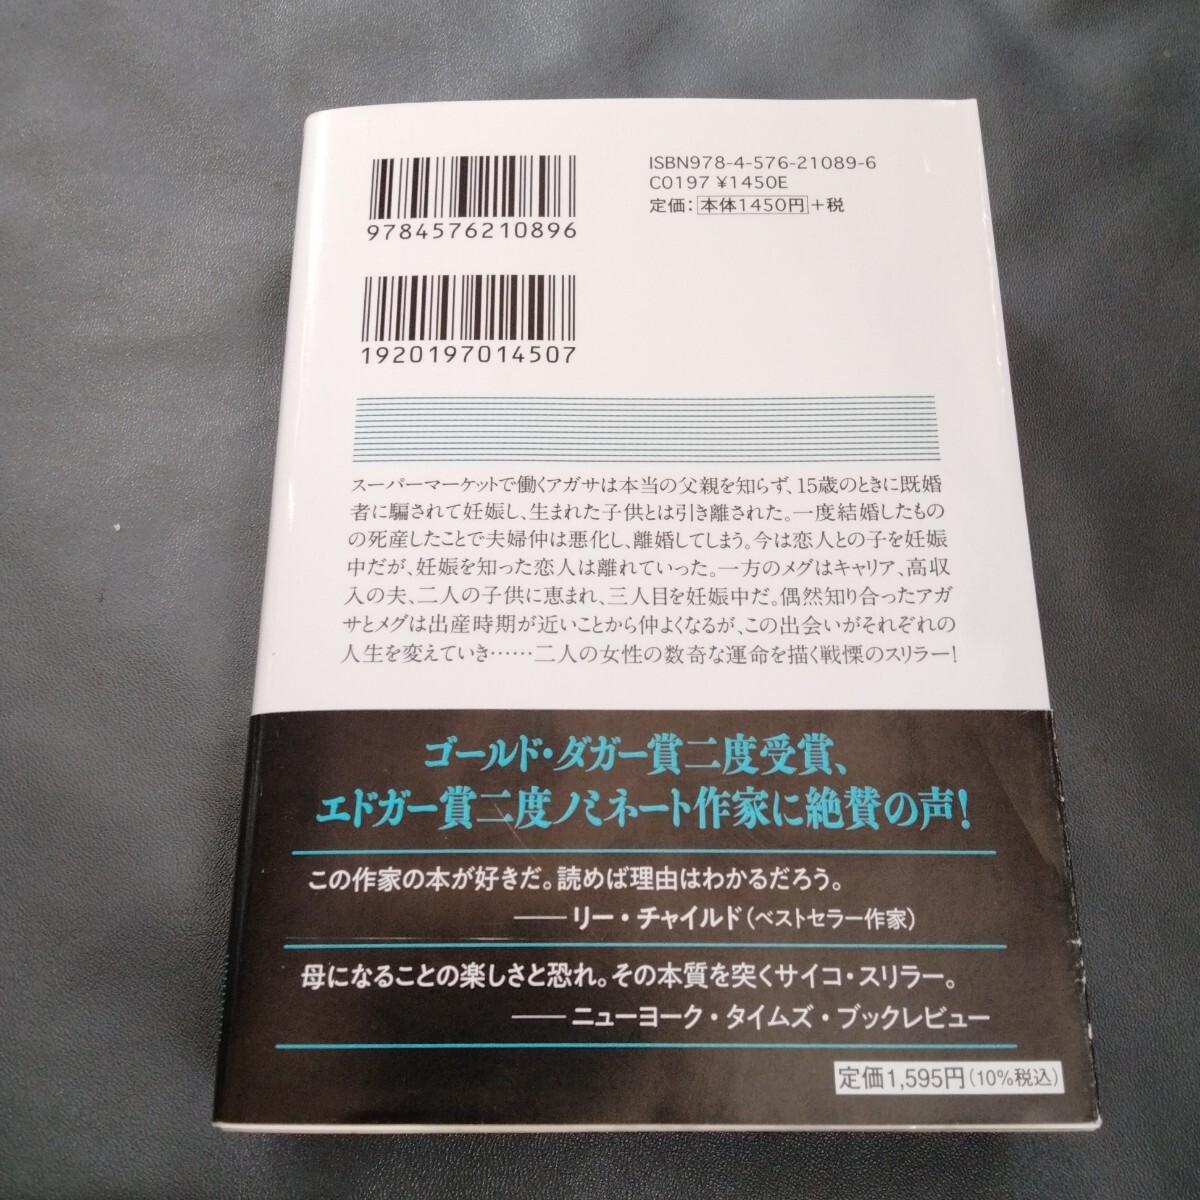 ISBN978-4-576-21089-6
C0197 ¥1450E
定価：本体1450円+税
9784576210896
1920197014507
スーパーマーケットで働くアガサは本当の父親を知らず、15歳のときに既婚
者に騙されて妊娠し、生まれた子供とは引き離された。一度結婚したもの
の死産したことで夫婦仲は悪化し、離婚してしまう。今は恋人との子を妊娠
中だが、妊娠を知った恋人は離れていった。一方のメグはキャリア、高収
入の夫、二人の子供に恵まれ、三人目を妊娠中だ。偶然知り合ったアガ
サとメグは出産時期が近いことから仲よくなるが、この出会いがそれぞれの
人生を変えていき……二人の女性の数奇な運命を描く戦慄のスリラー！
ゴールド・ダガー賞二度受賞、
エドガー賞二度ノミネート作家に絶賛の声！
この作家の本が好きだ。読めば理由はわかるだろう。
――リー・チャイルド（ベストセラー作家）
母になることの楽しさと恐れ。その本質を突くサイコ・スリラー。
――ニューヨーク・タイムズ・ブックレビュー
定価1,595円（10%税込）